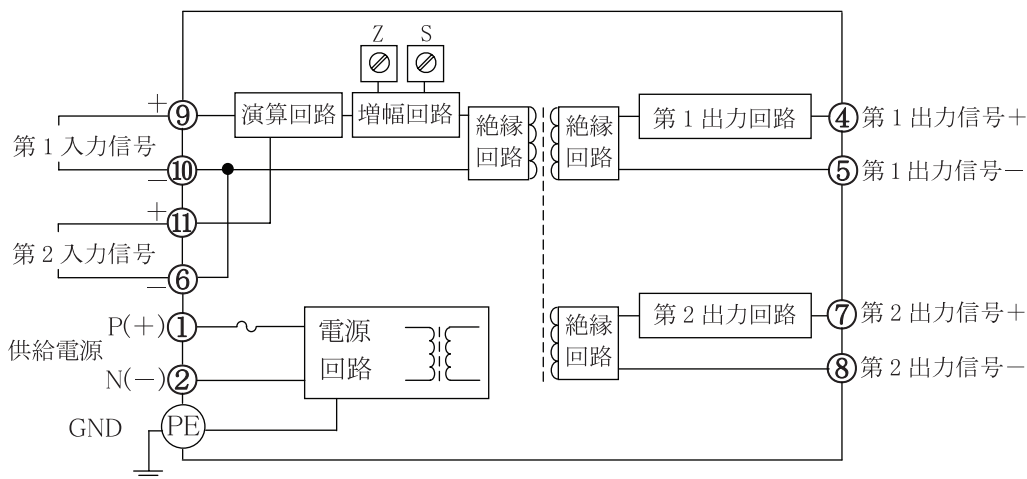 Z S
+ ⑨ 演算回路 増幅回路 絶縁回路 絶縁回路 第1出力回路 ④ 第1出力信号+
第1入力信号
− ⑩ ⑤ 第1出力信号−
+ ⑪
第2入力信号
− ⑥
P(+) ① 電源回路 絶縁回路 第2出力回路 ⑦ 第2出力信号+
供給電源
N(−) ② ⑧ 第2出力信号−
GND PE